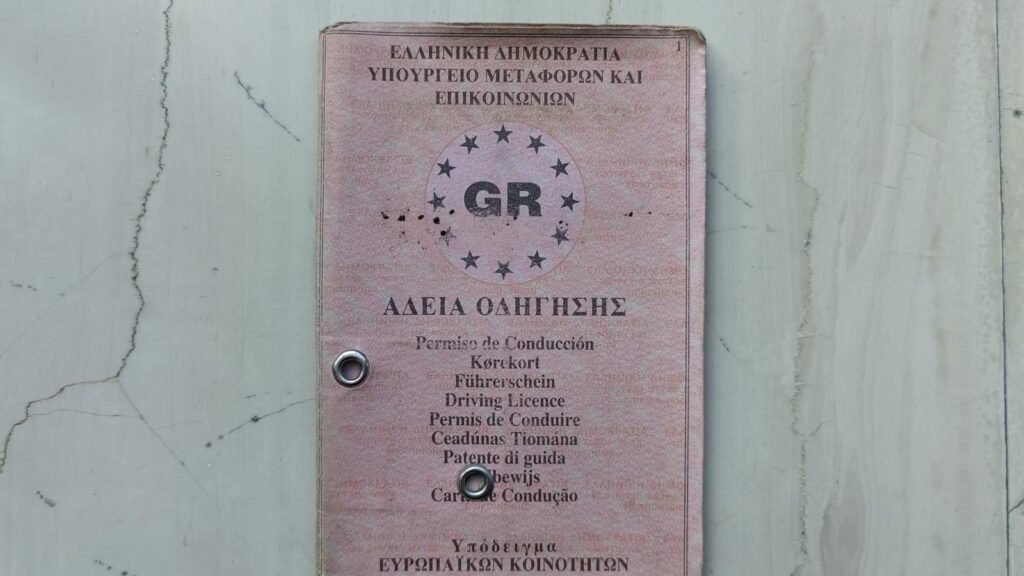 1
ΕΛΛΗΝΙΚΗ ΔΗΜΟΚΡΑΤΙΑ
ΥΠΟΥΡΓΕΙΟ ΜΕΤΑΦΟΡΩΝ ΚΑΙ
ΕΠΙΚΟΙΝΩΝΙΩΝ
GR
ΑΔΕΙΑ ΟΔΗΓΗΣΗΣ
Permiso de Conducción
Kørekort
Führerschein
Driving Licence
Permis de Conduire
Ceadúnas Tiomána
Patente di guida
Condução
Υπόδειγμα
ΕΥΡΩΠΑΪΚΩΝ ΚΟΙΝΟΤΗΤΩΝ